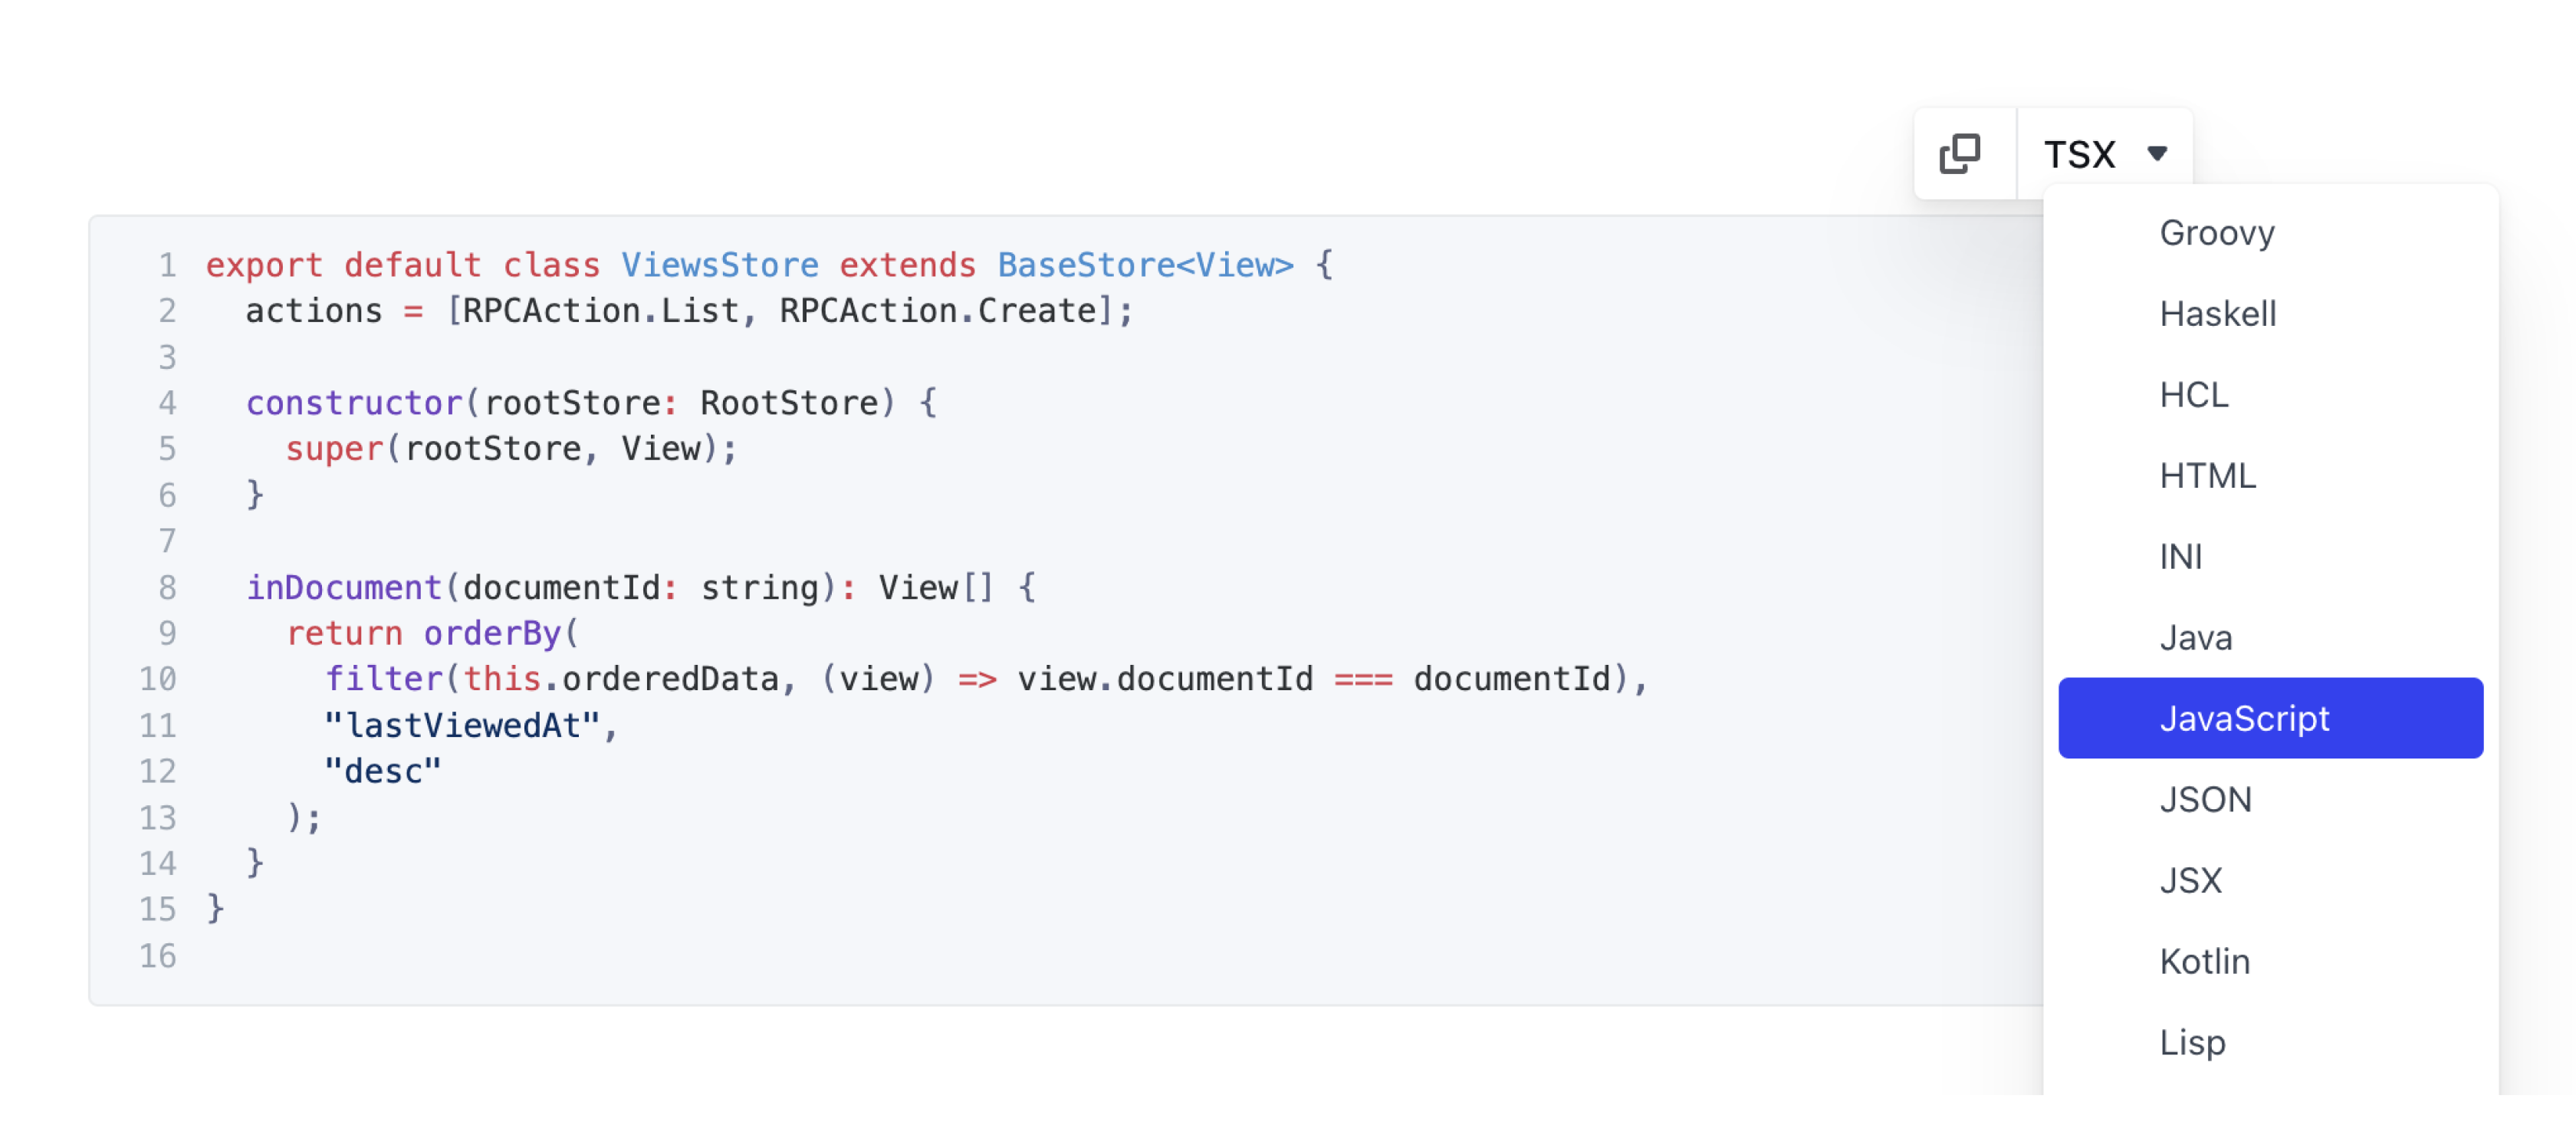 TSX
1 export default class ViewsStore extends BaseStore<View> {
2   actions = [RPCAction.List, RPCAction.Create];
3
4   constructor(rootStore: RootStore) {
5     super(rootStore, View);
6   }
7
8   inDocument(documentId: string): View[] {
9     return orderBy(
10       filter(this.orderedData, (view) => view.documentId === documentId),
11       "lastViewedAt",
12       "desc"
13     );
14   }
15 }
16
Groovy
Haskell
HCL
HTML
INI
Java
JavaScript
JSON
JSX
Kotlin
Lisp